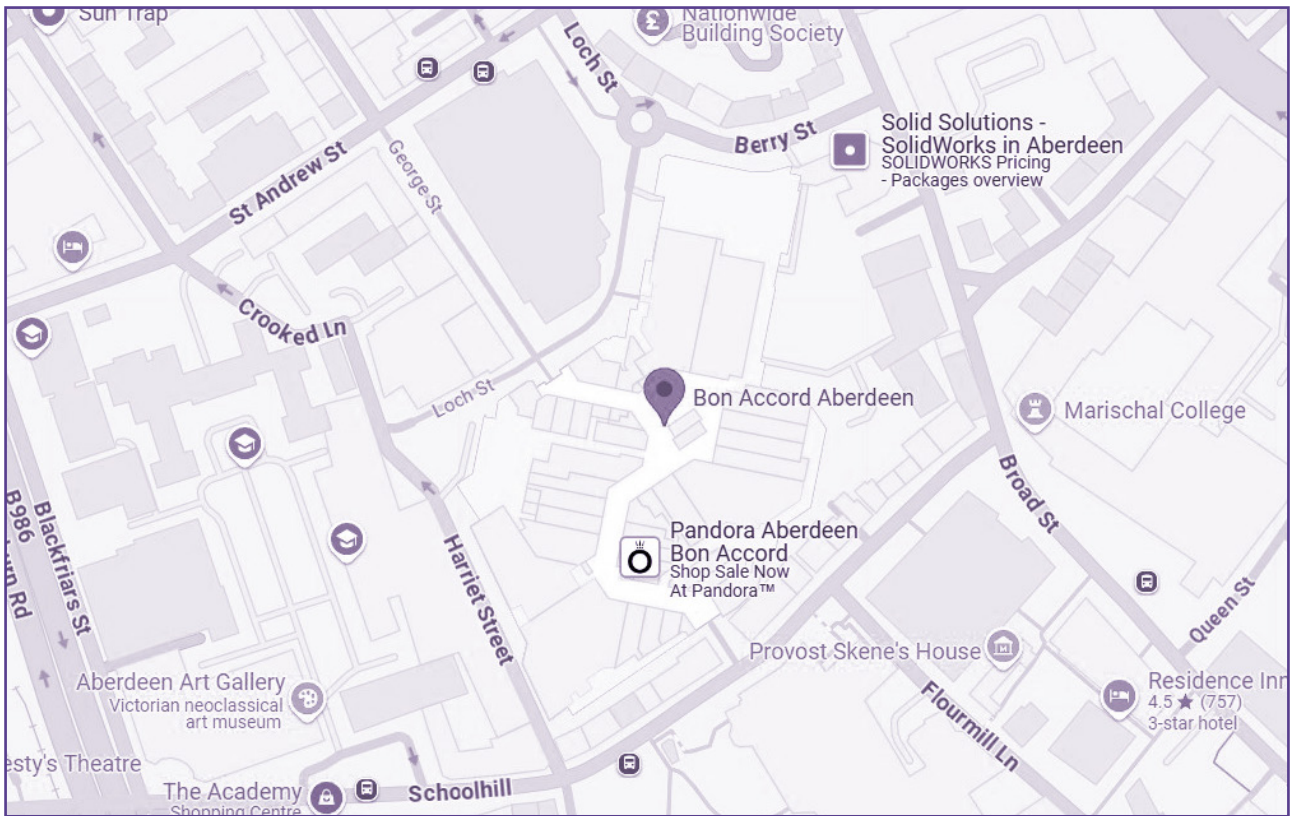 Sun Trap
Nationwide
Building Society
Loch St
Berry St
Solid Solutions -
SolidWorks in Aberdeen
SOLIDWORKS Pricing
- Packages overview
St Andrew St
George St
Crooked Ln
Loch St
Bon Accord Aberdeen
Marischal College
Broad St
B986
Blackfriars St
Harriet Street
Pandora Aberdeen
Bon Accord
Shop Sale Now
At Pandora™
Queen St
Provost Skene's House
Flourmill Ln
Residence Inn
4.5 ★ (757)
3-star hotel
Aberdeen Art Gallery
Victorian neoclassical
art museum
esty's Theatre
The Academy
Shopping Centre
Schoolhill